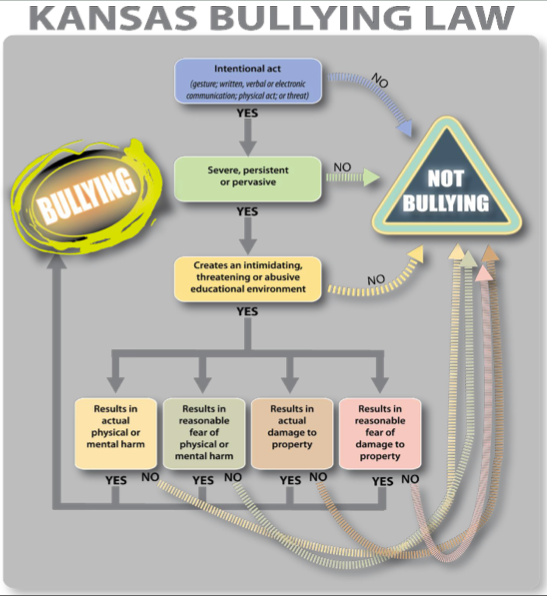 KANSAS BULLYING LAW
Intentional act
(gesture; written, verbal or electronic
communication; physical act; or threat)
NO
YES
BULLYING
Severe, persistent
or pervasive
NO
NOT
BULLYING
YES
Creates an intimidating,
threatening or abusive
educational environment
NO
YES
Results in
actual
physical or
mental harm
Results in
reasonable
fear of
physical or
mental harm
Results in
actual
damage to
property
Results in
reasonable
fear of
damage to
property
YES NO
YES NO
YES NO
YES NO